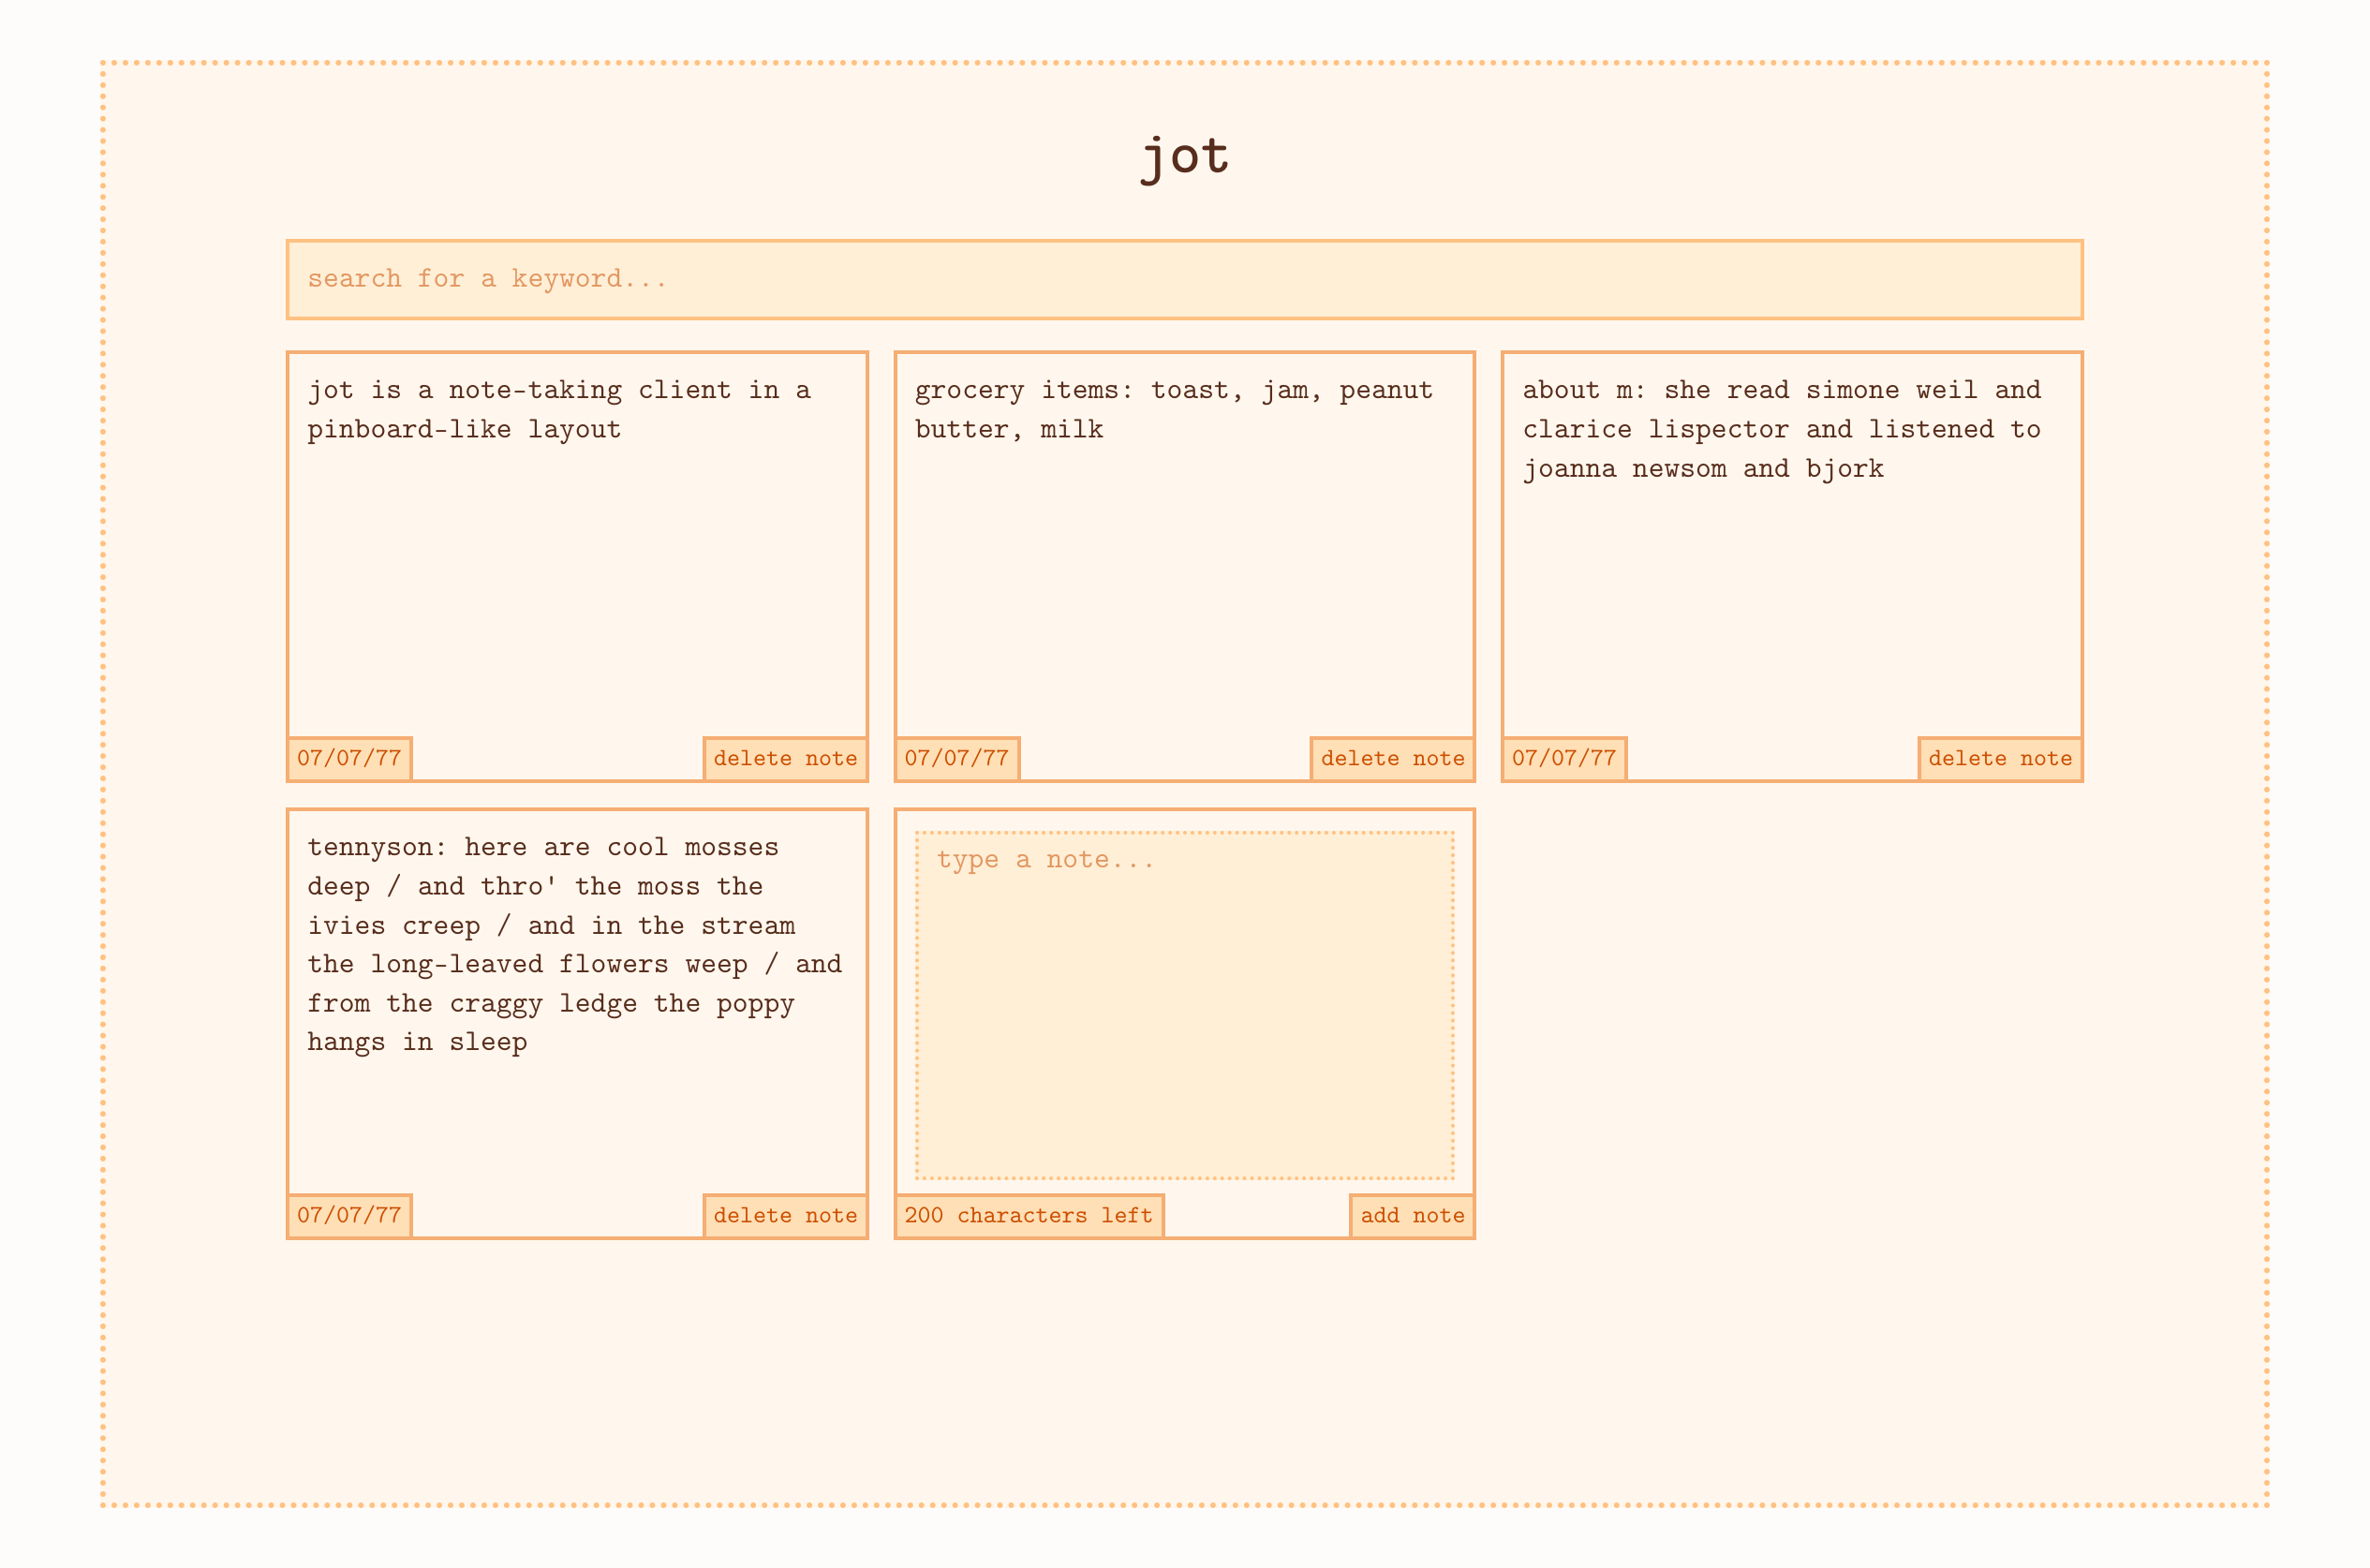 jot
search for a keyword...
jot is a note-taking client in a
pinboard-like layout
07/07/77
delete note
grocery items: toast, jam, peanut
butter, milk
07/07/77
delete note
about m: she read simone weil and
clarice lispector and listened to
joanna newsom and bjork
07/07/77
delete note
tennyson: here are cool mosses
deep / and thro' the moss the
ivies creep / and in the stream
the long-leaved flowers weep / and
from the craggy ledge the poppy
hangs in sleep
07/07/77
delete note
type a note...
200 characters left
add note